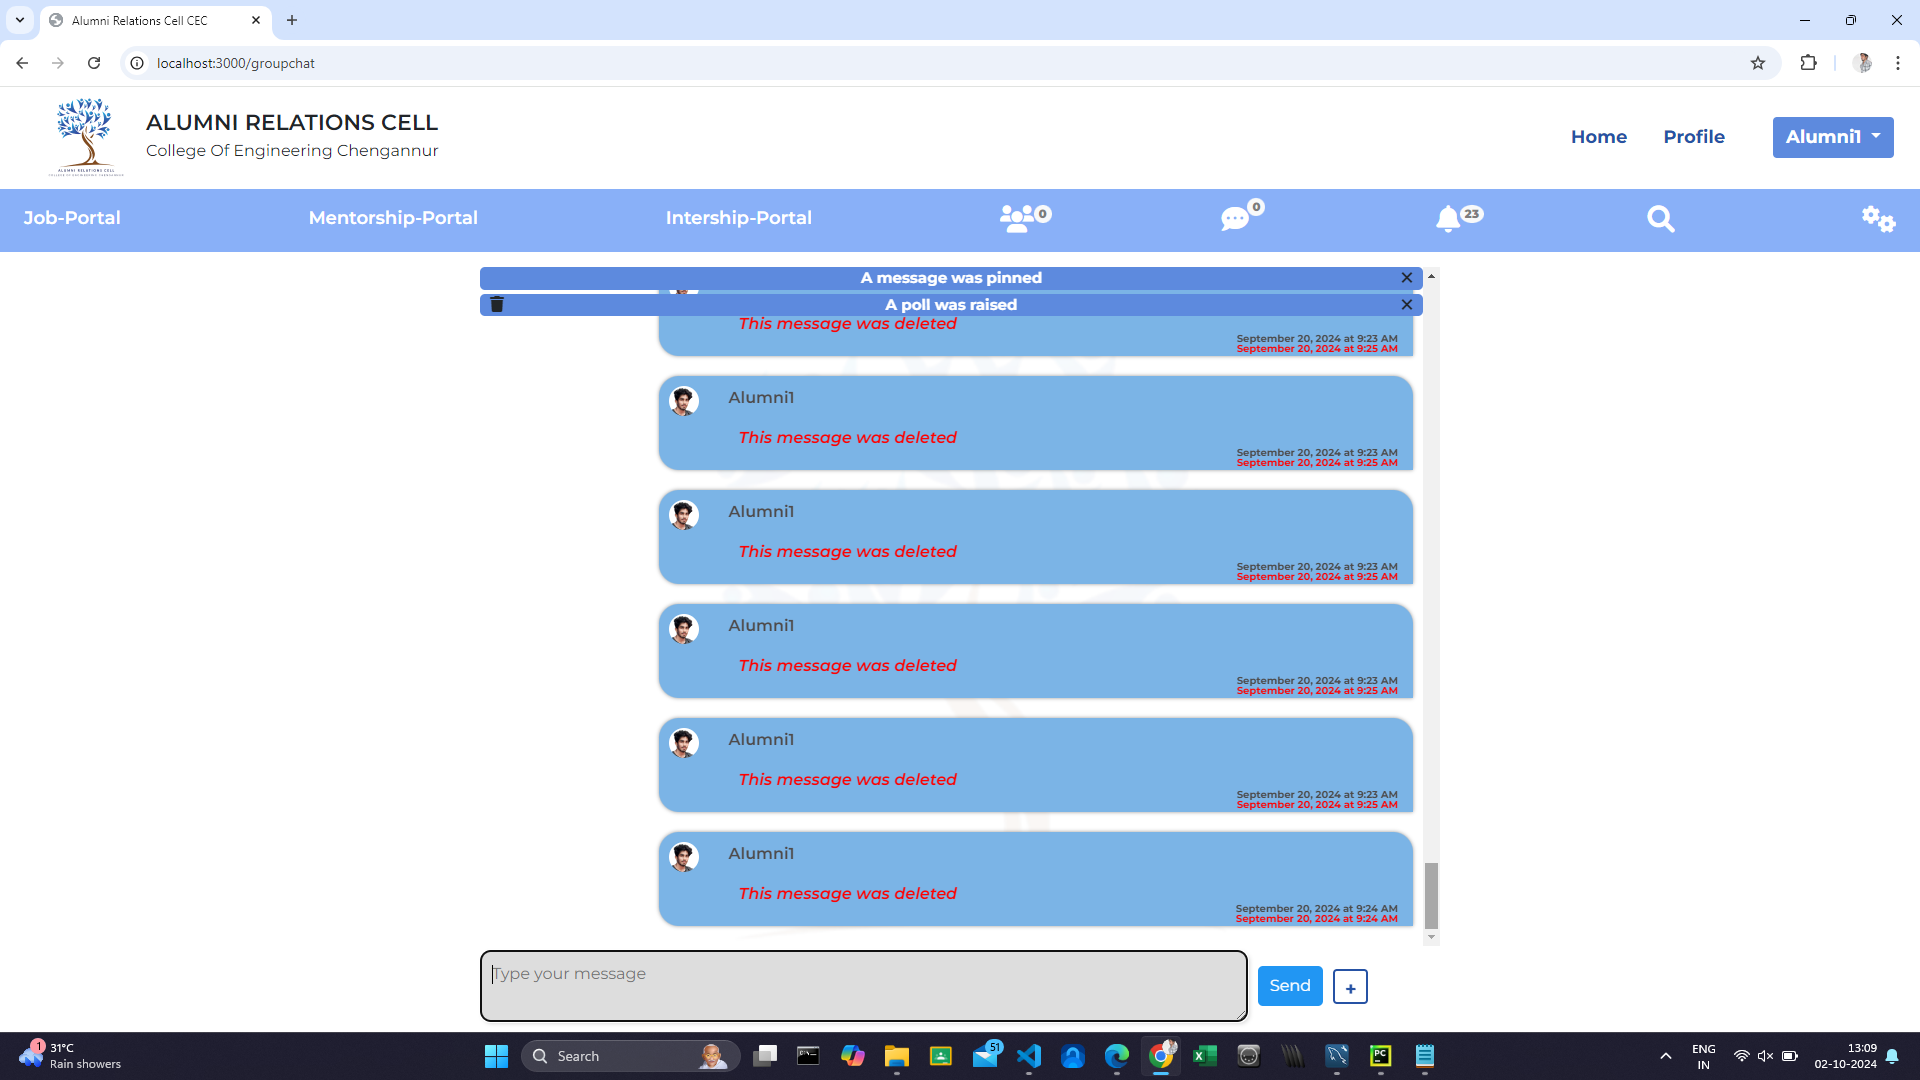 Alumni Relations Cell CEC
localhost:3000/groupchat
ALUMNI RELATIONS CELL
College Of Engineering Chengannur
ALUMNI RELATIONS CELL
Home
Profile
Alumni1
Job-Portal
Mentorship-Portal
Intership-Portal
0
0
23
A message was pinned
A poll was raised
This message was deleted
September 20, 2024 at 9:23 AM
September 20, 2024 at 9:25 AM
Alumni1
This message was deleted
September 20, 2024 at 9:23 AM
September 20, 2024 at 9:25 AM
Alumni1
This message was deleted
September 20, 2024 at 9:23 AM
September 20, 2024 at 9:25 AM
Alumni1
This message was deleted
September 20, 2024 at 9:23 AM
September 20, 2024 at 9:25 AM
Alumni1
This message was deleted
September 20, 2024 at 9:23 AM
September 20, 2024 at 9:25 AM
Alumni1
This message was deleted
September 20, 2024 at 9:24 AM
September 20, 2024 at 9:24 AM
Type your message
Send
+
1
31°C
Rain showers
Search
51
PC
ENG
IN
13:09
02-10-2024